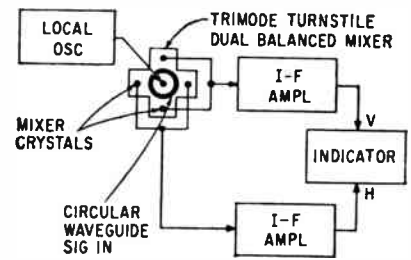 TRIMODE TURNSTILE
DUAL BALANCED MIXER
LOCAL
OSC
I-F
AMPL
MIXER
CRYSTALS
V
INDICATOR
H
CIRCULAR
WAVEGUIDE
SIG IN
I-F
AMPL